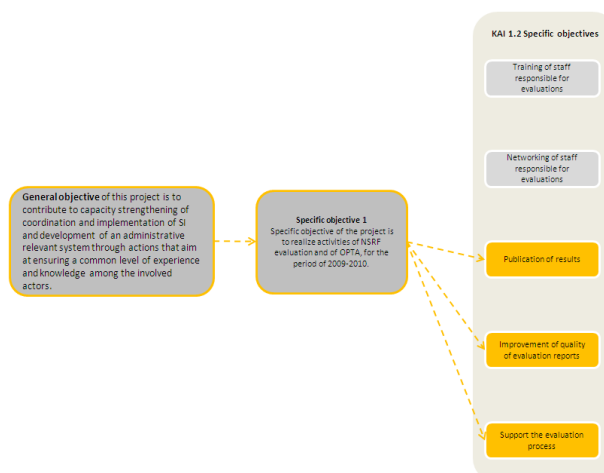 KAI 1.2 Specific objectives
Training of staff
responsible for
evaluations
Networking of staff
responsible for
evaluations
General objective of this project is to
contribute to capacity strengthening of
coordination and implementation of SI
and development of an administrative
relevant system through actions that aim
at ensuring a common level of experience
and knowledge among the involved
actors.
Specific objective 1
Specific objective of the project is
to realize activities of NSRF
evaluation and of OPTA, for the
period of 2009-2010.
Publication of results
Improvement of quality
of evaluation reports
Support the evaluation
process